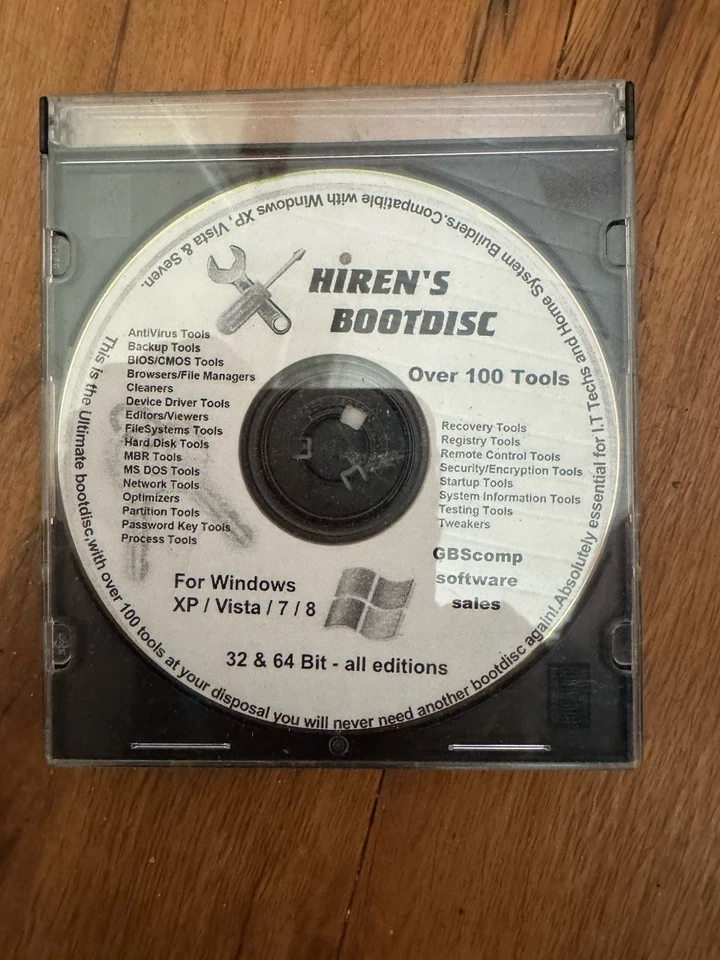 HIREN'S
BOOTDISC
Over 100 Tools
AntiVirus Tools
Backup Tools
BIOS/CMOS Tools
Browsers/File Managers
Cleaners
Device Driver Tools
Editors/Viewers
FileSystems Tools
Hard Disk Tools
MBR Tools
MS DOS Tools
Network Tools
Optimizers
Partition Tools
Password Key Tools
Process Tools
Recovery Tools
Registry Tools
Remote Control Tools
Security/Encryption Tools
Startup Tools
System Information Tools
Testing Tools
Tweakers
GBScomp
software
sales
For Windows
XP / Vista / 7 / 8
32 & 64 Bit - all editions
This is the Ultimate bootdisc,with over 100 tools at your disposal you will never need another bootdisc again!.Absolutely essential for I.T Techs and Home System Builders.Compatible with Windows XP, Vista & Seven.